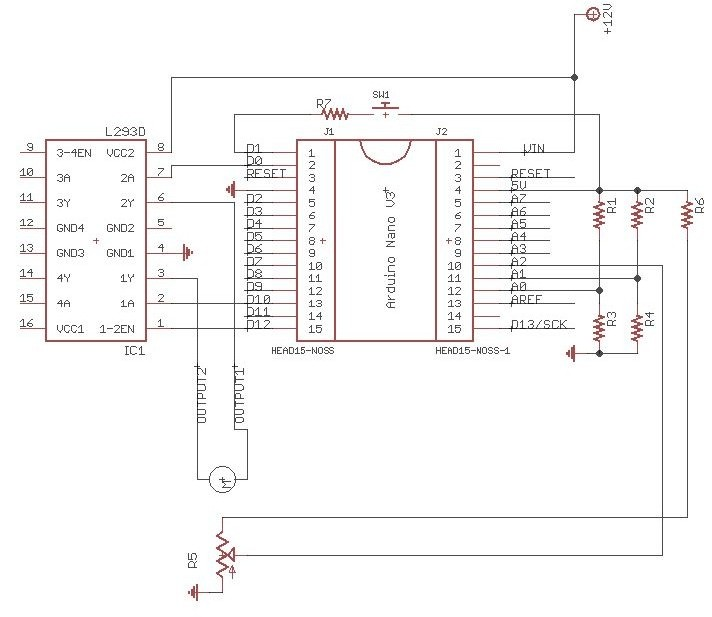 +12V
SW1
R7
L293D
J1
J2
9 3-4EN VCC2 8
10 3A 2A 7
11 3Y 2Y 6
12 GND4 GND2 5
13 GND3 GND1 4
14 4Y 1Y 3
15 4A 1A 2
16 VCC1 1-2EN 1
IC1
D1 1
D0 2
RESET 3
4
D2 5
D3 6
D4 7
D5 8
D6 9
D7 10
D8 11
D9 12
D10 13
D11 14
D12 15
HEAD15-NOSS
Arduino Nano V3
1 VIN
2
3 RESET
4 5V
5 A7
6 A6
7 A5
8 A4
9 A3
10 A2
11 A1
12 A0
13 AREF
14
15 D13/SCK
HEAD15-NOSS-1
R1
R2
R6
R3
R4
OUTPUT2
OUTPUT1
M
R5